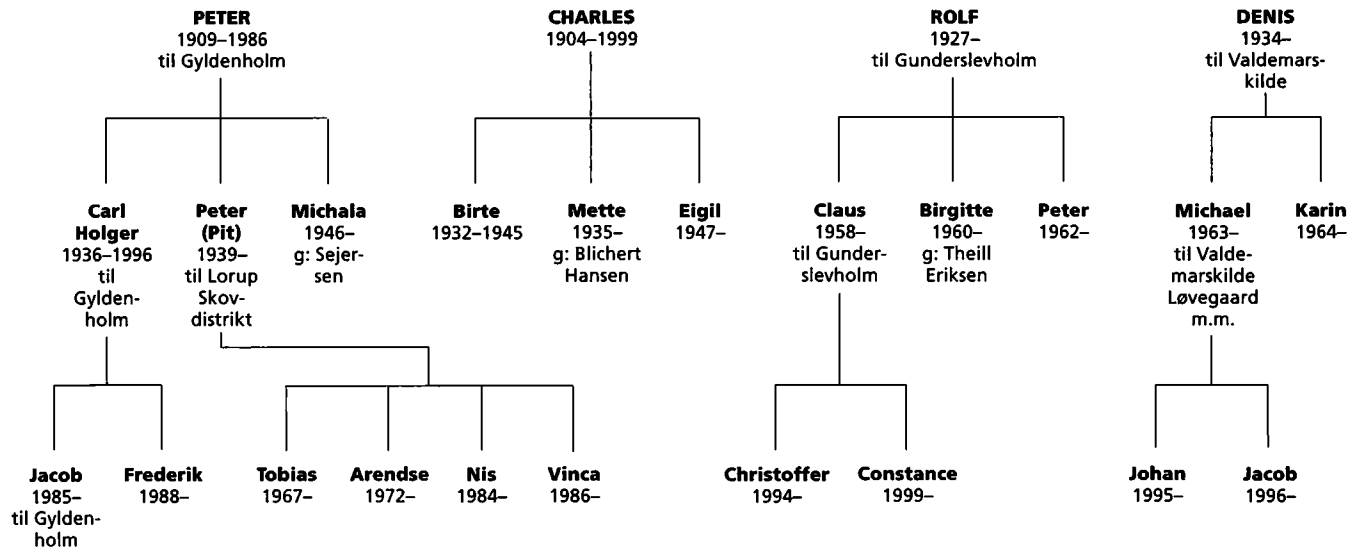 PETER
1909–1986
til Gyldenholm
CHARLES
1904–1999
ROLF
1927–
til Gunderslevholm
DENIS
1934–
til Valdemars-
kilde
Carl
Holger
1936–1996
til
Gylden-
holm
Peter
(Pit)
1939–
til Lorup
Skov-
distrikt
Michala
1946–
g: Sejer-
sen
Birte
1932–1945
Mette
1935–
g: Blichert
Hansen
Eigil
1947–
Claus
1958–
til Gunder-
slevholm
Birgitte
1960–
g: Theill
Eriksen
Peter
1962–
Michael
1963–
til Valde-
marskilde
Løvegaard
m.m.
Karin
1964–
Jacob
1985–
til Gylden-
holm
Frederik
1988–
Tobias
1967–
Arendse
1972–
Nis
1984–
Vinca
1986–
Christoffer
1994–
Constance
1999–
Johan
1995–
Jacob
1996–